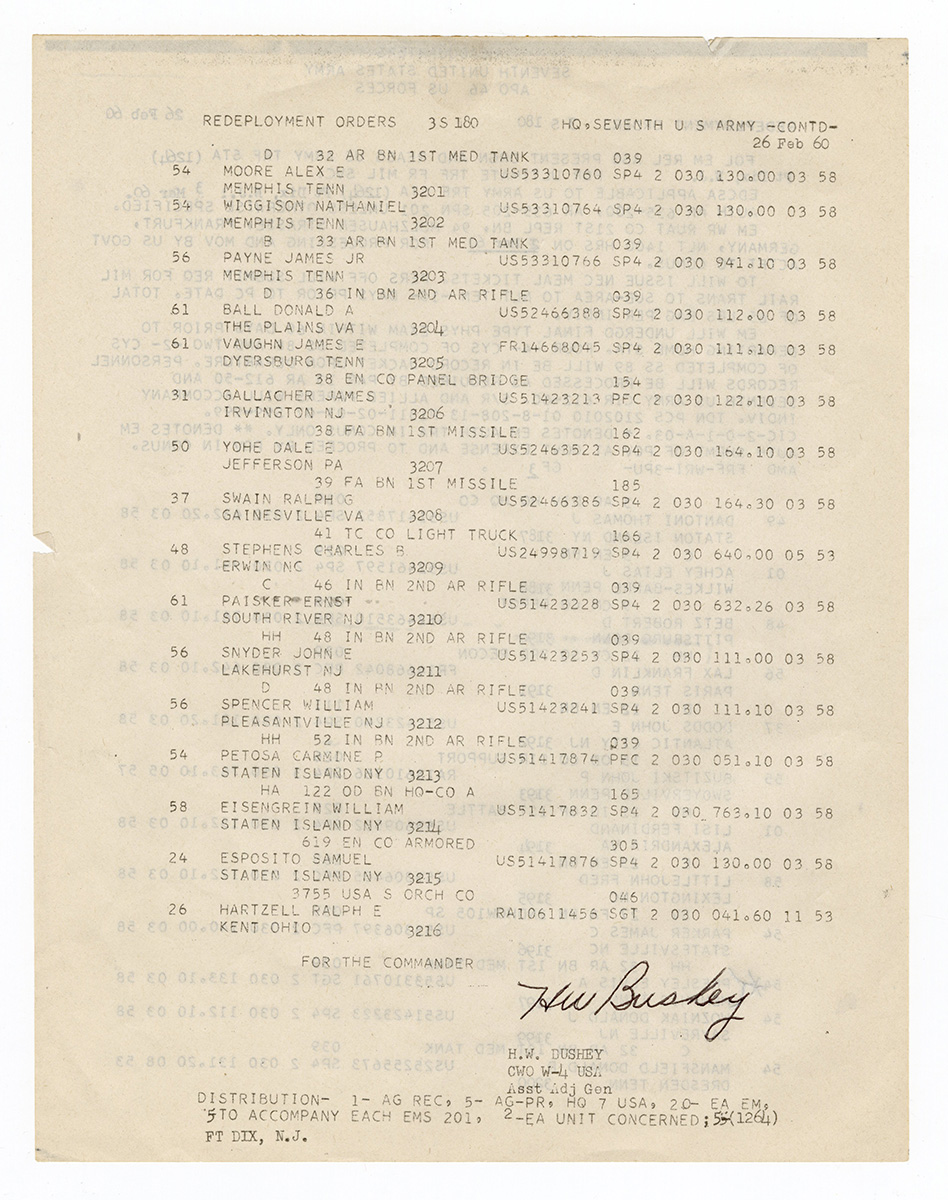 REDEPLOYMENT ORDERS 3S180 HQ,SEVENTH U S ARMY -CONTD-
26 Feb 60
D 32 AR BN 1ST MED TANK 039
54 MOORE ALEX E US53310760 SP4 2 030 130.00 03 58
MEMPHIS TENN 3201
54 WIGGISON NATHANIEL US53310764 SP4 2 030 130.00 03 58
MEMPHIS TENN 3202
B 33 AR BN 1ST MED TANK 039
56 PAYNE JAMES JR US53310766 SP4 2 030 941.10 03 58
MEMPHIS TENN 3203
D 36 IN BN 2ND AR RIFLE 039
61 BALL DONALD A US52466388 SP4 2 030 112.00 03 58
THE PLAINS VA 3204
61 VAUGHN JAMES E FR14668045 SP4 2 030 111.10 03 58
DYERSBURG TENN 3205
38 EN CO PANEL BRIDGE 154
31 GALLACHER JAMES US51423213 PFC 2 030 122.10 03 58
IRVINGTON NJ 3206
38 FA BN 1ST MISSILE 162
50 YOHE DALE E US52463522 SP4 2 030 164.10 03 58
JEFFERSON PA 3207
39 FA BN 1ST MISSILE 185
37 SWAIN RALPH G US52466386 SP4 2 030 164.30 03 58
GAINESVILLE VA 3208
41 TC CO LIGHT TRUCK 166
48 STEPHENS CHARLES B US24998719 SP4 2 030 640.00 05 53
ERWIN NC 3209
C 46 IN BN 2ND AR RIFLE 039
61 PAISKER ERNST US51423228 SP4 2 030 632.26 03 58
SOUTH RIVER NJ 3210
HH 48 IN BN 2ND AR RIFLE 039
56 SNYDER JOHN E US51423253 SP4 2 030 111.00 03 58
LAKEHURST NJ 3211
D 48 IN BN 2ND AR RIFLE 039
56 SPENCER WILLIAM US51423241 SP4 2 030 111.10 03 58
PLEASANTVILLE NJ 3212
HH 52 IN BN 2ND AR RIFLE 039
54 PETOSA CARMINE P US51417874 PFC 2 030 051.10 03 58
STATEN ISLAND NY 3213
HA 122 OD BN HQ-CO A 165
58 EISENGREIN WILLIAM US51417832 SP4 2 030 763.10 03 58
STATEN ISLAND NY 3214
619 EN CO ARMORED 305
24 ESPOSITO SAMUEL US51417876 SP4 2 030 130.00 03 58
STATEN ISLAND NY 3215
3755 USA S ORCH CO 046
26 HARTZELL RALPH E RA10611456 SGT 2 030 041.60 11 53
KENT OHIO 3216
FOR THE COMMANDER
HW Bushey
H.W. DUSHEY
CWO W-4 USA
Asst Adj Gen
DISTRIBUTION- 1- AG REC, 5- AG-PR, HQ 7 USA, 20- EA EM,
5TO ACCOMPANY EACH EMS 201, 2-EA UNIT CONCERNED; (1264)
FT DIX, N.J.